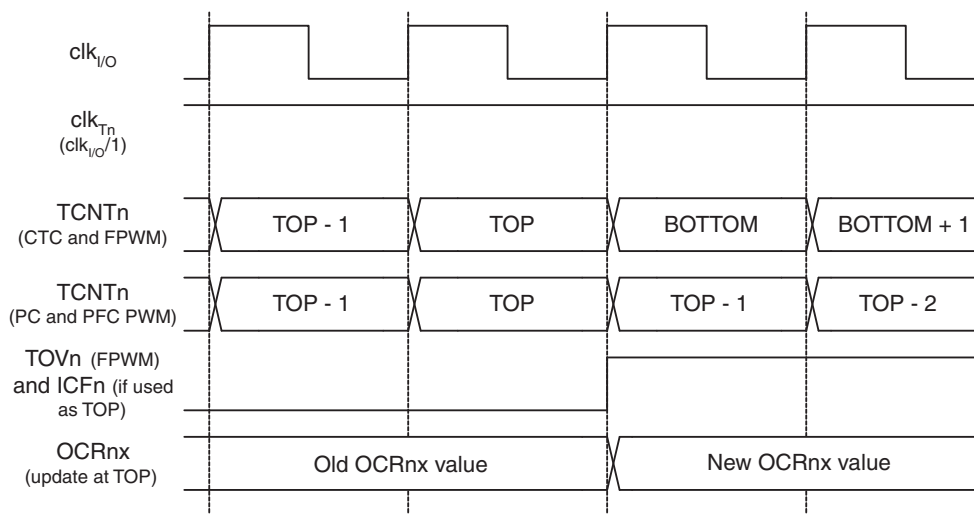 clkI/O
clkTn
(clkI/O/1)
TCNTn
(CTC and FPWM)
TOP - 1
TOP
BOTTOM
BOTTOM + 1
TCNTn
(PC and PFC PWM)
TOP - 1
TOP
TOP - 1
TOP - 2
TOVn (FPWM)
and ICFn (if used
as TOP)
OCRnx
(update at TOP)
Old OCRnx value
New OCRnx value